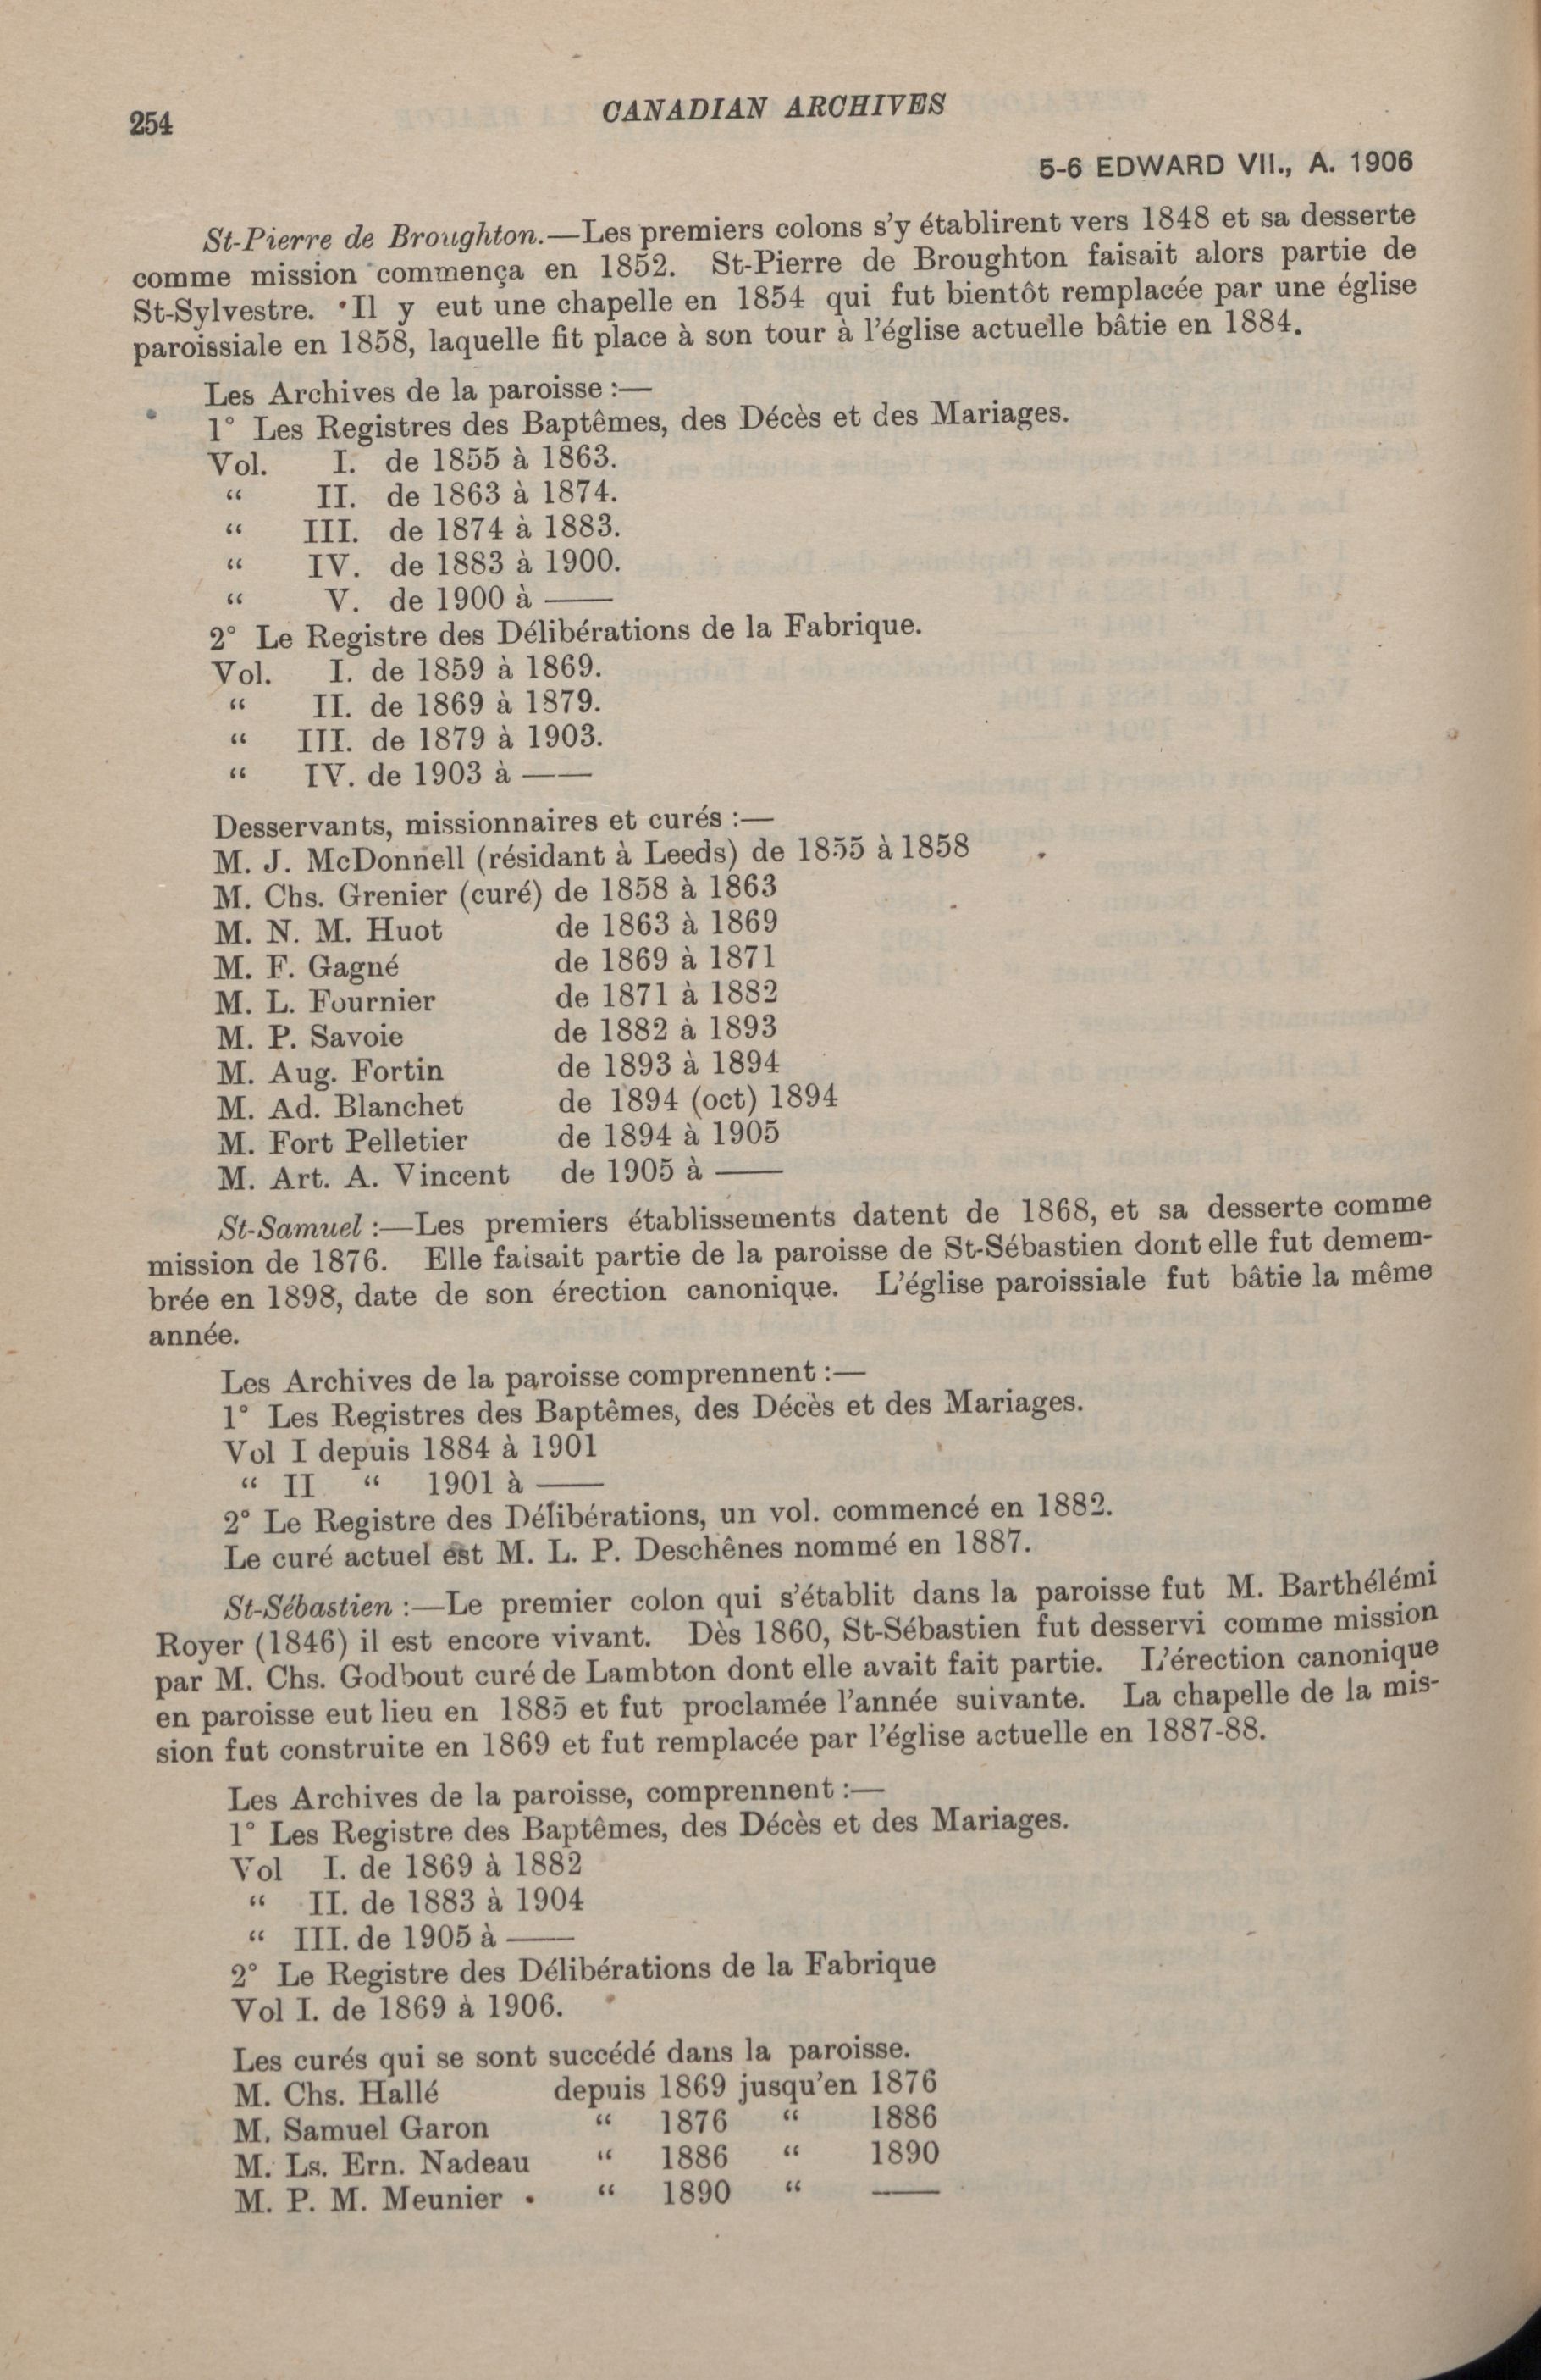 254
CANADIAN ARCHIVES
5-6 EDWARD VII., A. 1906
St-Pierre de Broughton.—Les premiers colons s'y établirent vers 1848 et sa desserte
comme mission commença en 1852. St-Pierre de Broughton faisait alors partie de
St-Sylvestre. Il y eut une chapelle en 1854 qui fut bientôt remplacée par une église
paroissiale en 1858, laquelle fit place à son tour à l'église actuelle bâtie en 1884.
Les Archives de la paroisse :—
1° Les Registres des Baptêmes, des Décès et des Mariages.
Vol. I. de 1855 à 1863.
“ II. de 1863 à 1874.
“ III. de 1874 à 1883.
“ IV. de 1883 à 1900.
“ V. de 1900 à ——
2° Le Registre des Délibérations de la Fabrique.
Vol. I. de 1859 à 1869.
“ II. de 1869 à 1879.
“ III. de 1879 à 1903.
“ IV. de 1903 à ——
Desservants, missionnaires et curés :—
M. J. McDonnell (résidant à Leeds) de 1855 à 1858
M. Chs. Grenier (curé) de 1858 à 1863
M. N. M. Huot de 1863 à 1869
M. F. Gagné de 1869 à 1871
M. L. Fournier de 1871 à 1882
M. P. Savoie de 1882 à 1893
M. Aug. Fortin de 1893 à 1894
M. Ad. Blanchet de 1894 (oct) 1894
M. Fort Pelletier de 1894 à 1905
M. Art. A. Vincent de 1905 à ——
St-Samuel :—Les premiers établissements datent de 1868, et sa desserte comme
mission de 1876. Elle faisait partie de la paroisse de St-Sébastien dont elle fut demem-
brée en 1898, date de son érection canonique. L'église paroissiale fut bâtie la même
année.
Les Archives de la paroisse comprennent :—
1° Les Registres des Baptêmes, des Décès et des Mariages.
Vol I depuis 1884 à 1901
“ II “ 1901 à ——
2° Le Registre des Délibérations, un vol. commencé en 1882.
Le curé actuel est M. L. P. Deschênes nommé en 1887.
St-Sébastien :—Le premier colon qui s'établit dans la paroisse fut M. Barthélémi
Royer (1846) il est encore vivant. Dès 1860, St-Sébastien fut desservi comme mission
par M. Chs. Godbout curé de Lambton dont elle avait fait partie. L'érection canonique
en paroisse eut lieu en 1885 et fut proclamée l'année suivante. La chapelle de la mis-
sion fut construite en 1869 et fut remplacée par l'église actuelle en 1887-88.
Les Archives de la paroisse, comprennent :—
1° Les Registre des Baptêmes, des Décès et des Mariages.
Vol I. de 1869 à 1882
“ II. de 1883 à 1904
“ III. de 1905 à ——
2° Le Registre des Délibérations de la Fabrique
Vol I. de 1869 à 1906.
Les curés qui se sont succédé dans la paroisse.
M. Chs. Hallé depuis 1869 jusqu'en 1876
M. Samuel Garon “ 1876 “ 1886
M. Ls. Ern. Nadeau “ 1886 “ 1890
M. P. M. Meunier “ 1890 “ ——